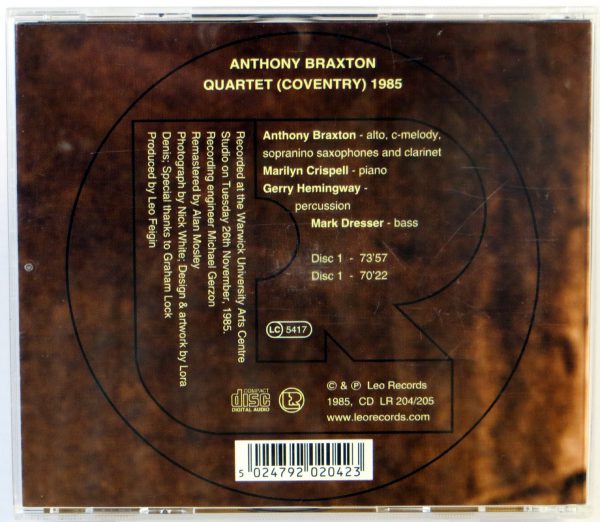 ANTHONY BRAXTON
QUARTET (COVENTRY) 1985
Anthony Braxton - alto, c-melody,
sopranino saxophones and clarinet
Marilyn Crispell - piano
Gerry Hemingway -
percussion
Mark Dresser - bass
Disc 1 - 73'57
Disc 1 - 70'22
Recorded at the Warwick University Arts Centre
Studio on Tuesday 26th November, 1985.
Recording engineer Michael Gerzon
Remastered by Alan Mosley
Photograph by Nick White; Design & artwork by Lora
Denis; Special thanks to Graham Lock
Produced by Leo Feigin
LC 5417
COMPACT
disc
DIGITAL AUDIO
© & ℗ Leo Records
1985, CD LR 204/205
www.leorecords.com
5 024792 020423